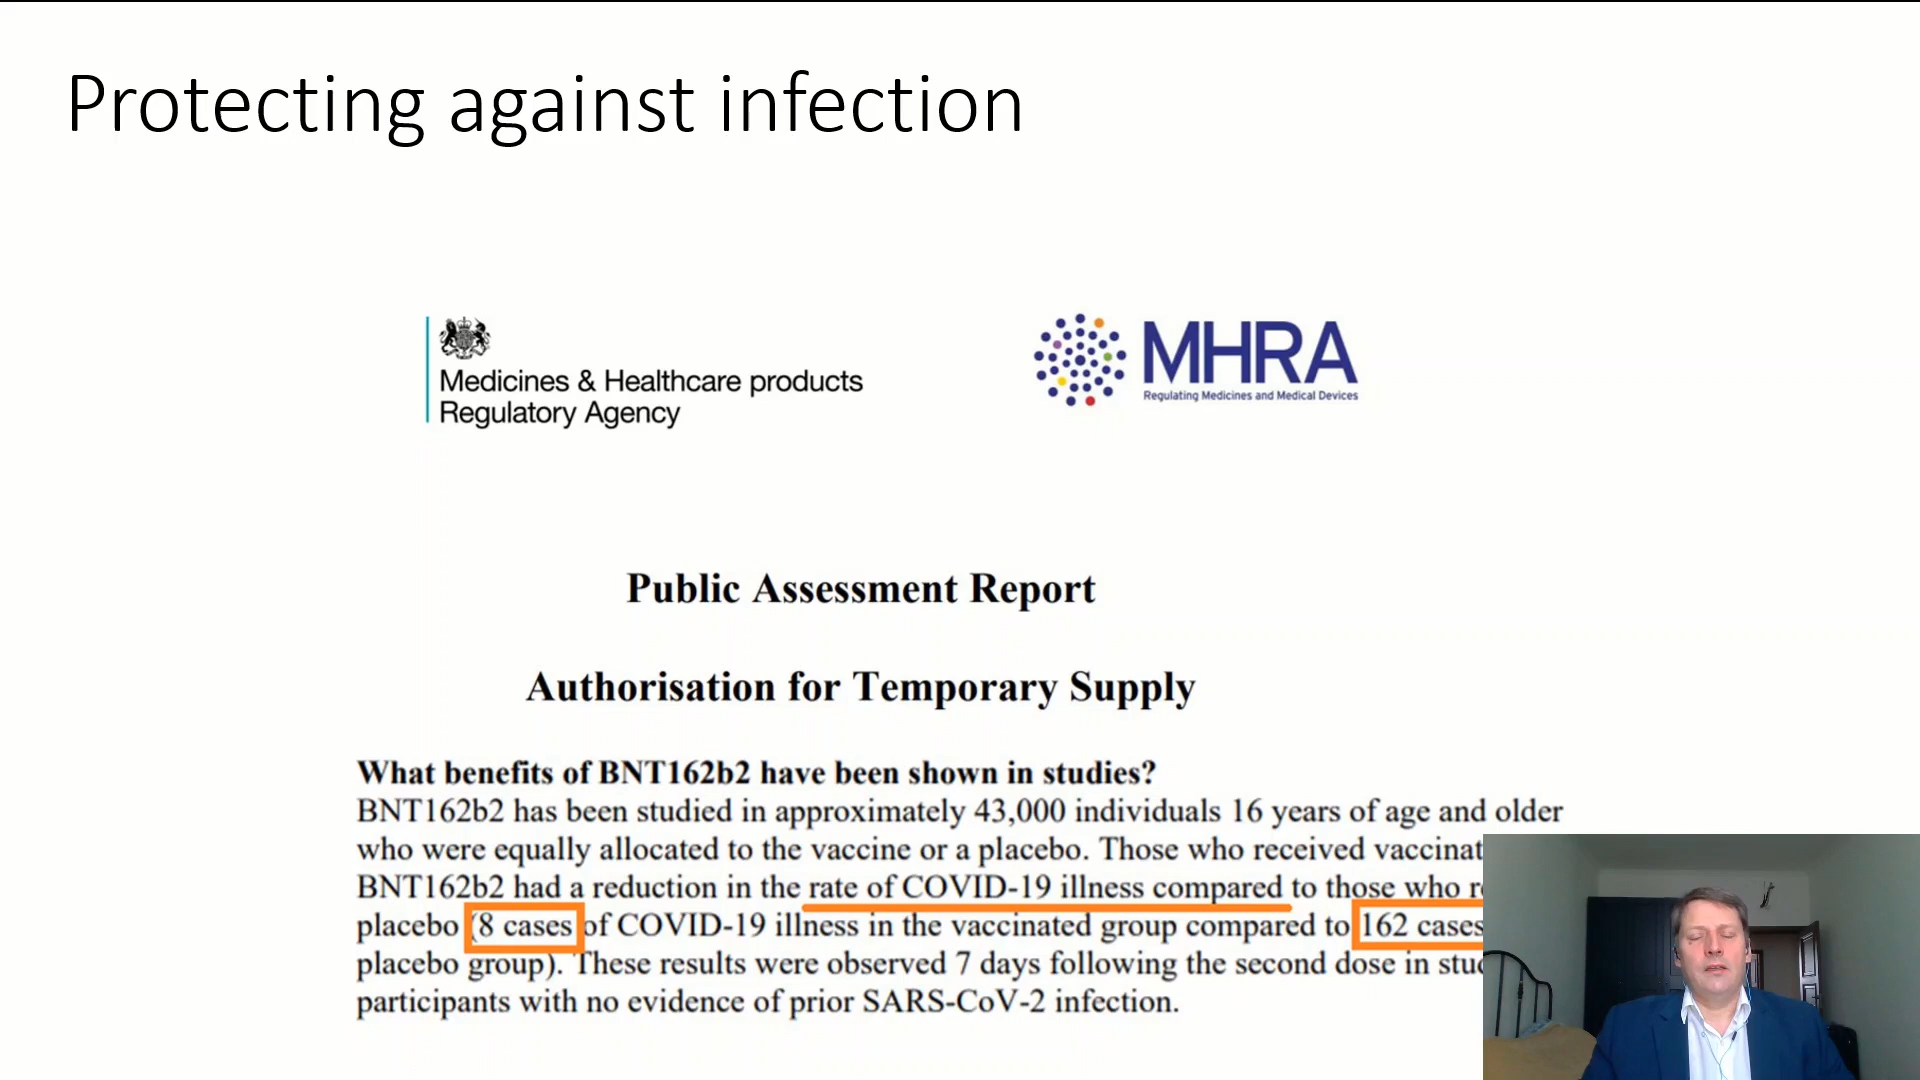 Protecting against infection
Medicines & Healthcare products
Regulatory Agency
MHRA
Regulating Medicines and Medical Devices
Public Assessment Report
Authorisation for Temporary Supply
What benefits of BNT162b2 have been shown in studies?
BNT162b2 has been studied in approximately 43,000 individuals 16 years of age and older
who were equally allocated to the vaccine or a placebo. Those who received
BNT162b2 had a reduction in the rate of COVID-19 illness compared to those who
placebo (8 cases of COVID-19 illness in the vaccinated group compared to 162 cases
placebo group). These results were observed 7 days following the second dose in
participants with no evidence of prior SARS-CoV-2 infection.